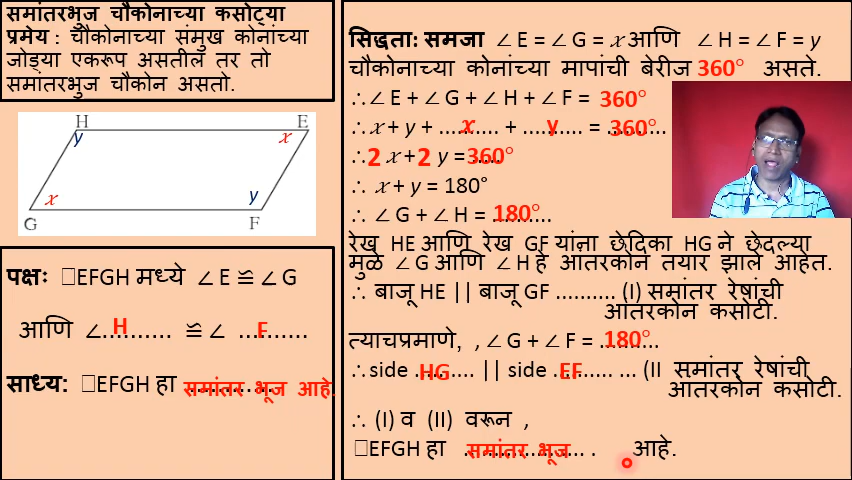 समांतरभुज चौकोनाच्या कसोट्या
प्रमेय : चौकोनाच्या संमुख कोनांच्या
जोड्या एकरूप असतील तर तो
समांतरभुज चौकोन असतो.
H E
y x
x y
G F
पक्षः □EFGH मध्ये ∠ E ≌ ∠ G
आणि ∠..H........ ≌ ∠ ...F.......
साध्य: □EFGH हा समांतर भूज आहे.
सिद्धताः समजा ∠ E = ∠ G = x आणि ∠ H = ∠ F = y
चौकोनाच्या कोनांच्या मापांची बेरीज 360° असते.
∴∠ E + ∠ G + ∠ H + ∠ F = 360°
∴ x + y + ....x...... + ....y...... = 360°..........
∴ 2 x + 2 y = 360°
∴ x + y = 180°
∴ ∠ G + ∠ H = 180°..........
रेख HE आणि रेख GF यांना छेदिका HG ने छेदल्या
मुळे ∠ G आणि ∠ H हे आंतरकोन तयार झाले आहेत.
∴ बाजू HE || बाजू GF .......... (I) समांतर रेषांची
आंतरकोन कसोटी.
त्याचप्रमाणे, , ∠ G + ∠ F = 180°..........
∴side .HG......... || side .EF......... ... (II समांतर रेषांची
आंतरकोन कसोटी.
∴ (I) व (II) वरून ,
□EFGH हा समांतर भूज... . आहे.